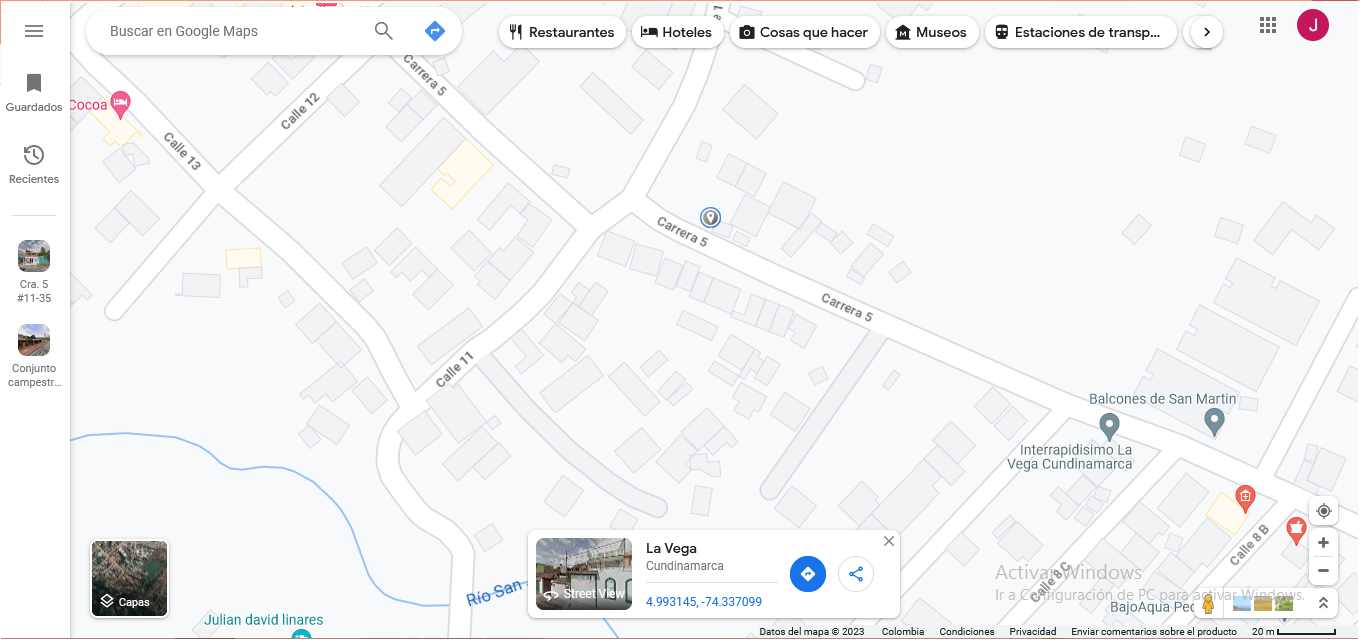 Buscar en Google Maps
Restaurantes
Hoteles
Cosas que hacer
Museos
Estaciones de transp...
J
Guardados
Recientes
Cra. 5
#11-35
Conjunto
campestr...
Cocoa
Calle 12
Calle 13
Carrera 5
Carrera 5
Carrera 5
Calle 11
Balcones de San Martin
Interrapidisimo La
Vega Cundinamarca
Calle 8 B
Calle 8 C
BajoAqua Ped
Río San
Julian david linares
Capas
Street View
La Vega
Cundinamarca
4.993145, -74.337099
Activar Windows
Ir a Configuración de PC para activar Windows.
Datos del mapa © 2023
Colombia
Condiciones
Privacidad
Enviar comentarios sobre el producto
20 m